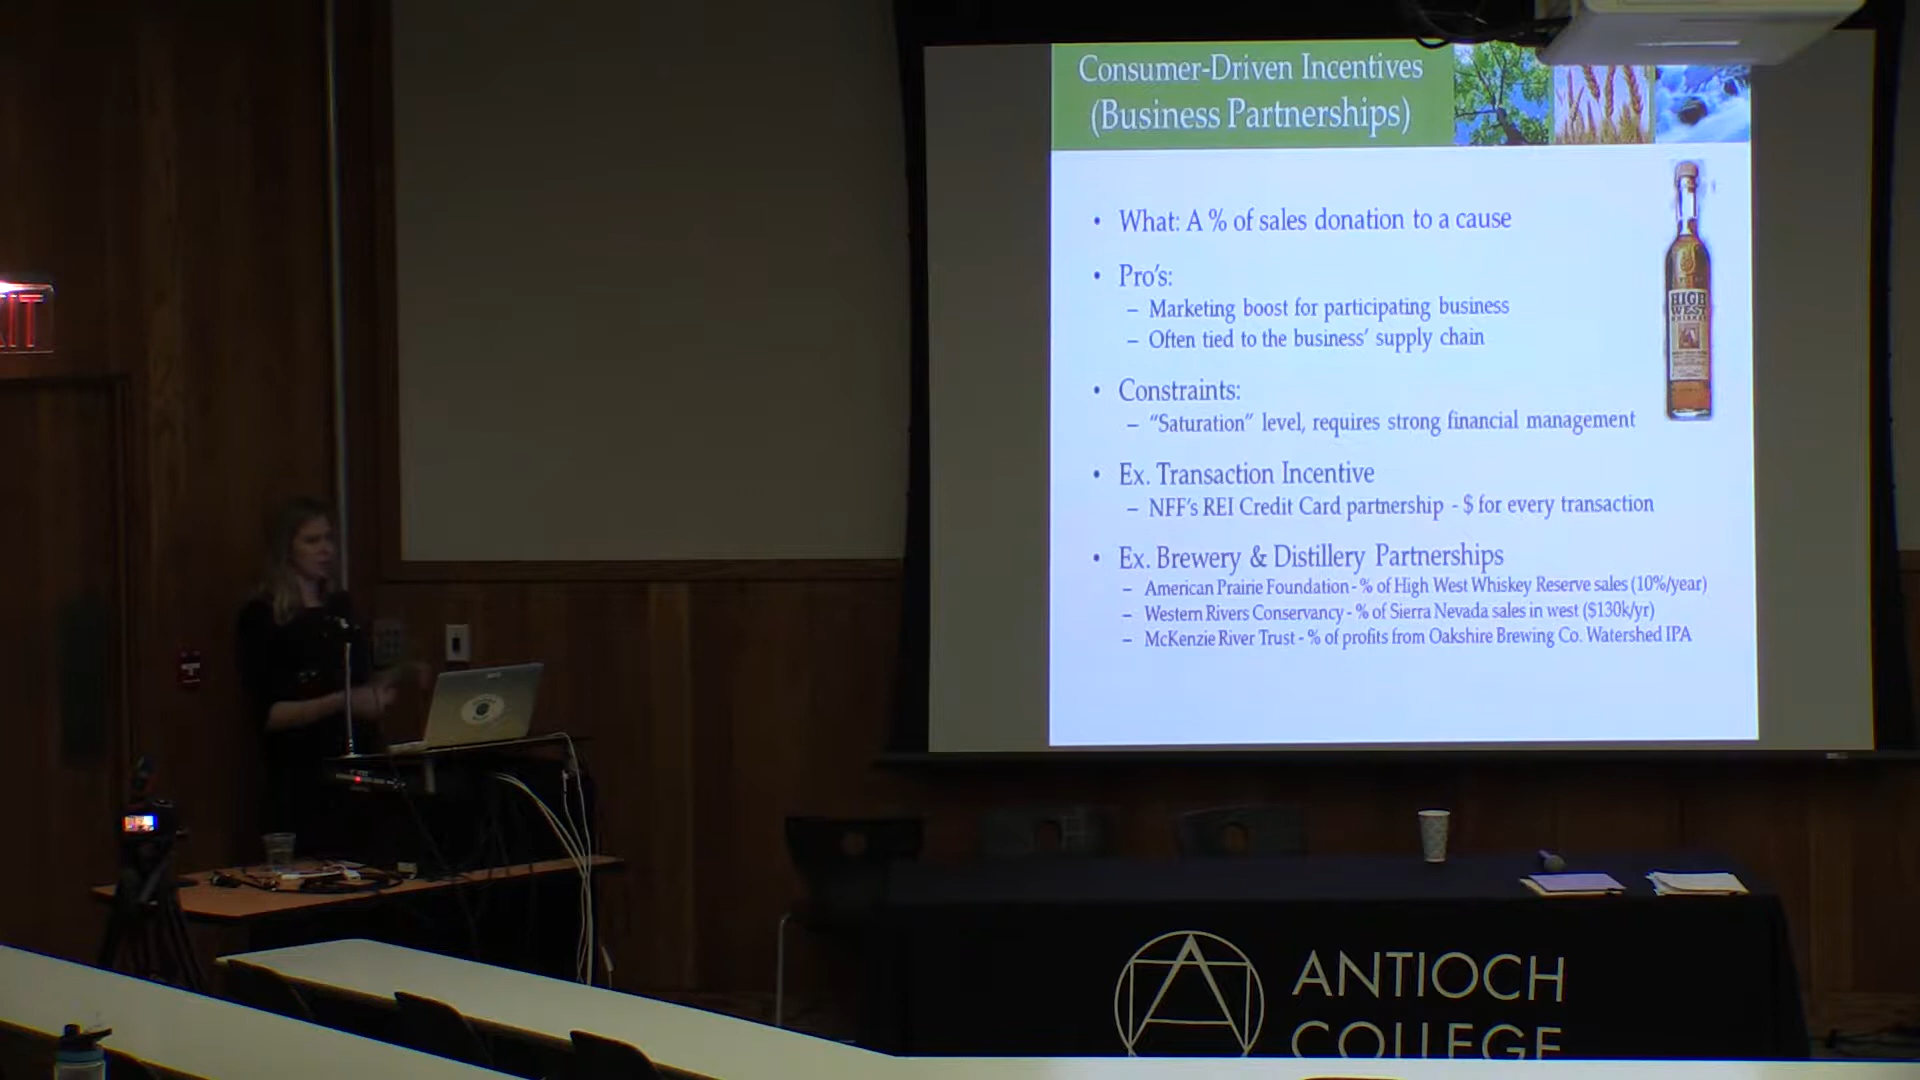 Consumer-Driven Incentives
(Business Partnerships)
• What: A % of sales donation to a cause
• Pro's:
– Marketing boost for participating business
– Often tied to the business' supply chain
• Constraints:
– “Saturation” level, requires strong financial management
• Ex. Transaction Incentive
– NFF's REI Credit Card partnership - $ for every transaction
• Ex. Brewery & Distillery Partnerships
– American Prairie Foundation - % of High West Whiskey Reserve sales (10%/year)
– Western Rivers Conservancy - % of Sierra Nevada sales in west ($130k/yr)
– McKenzie River Trust - % of profits from Oakshire Brewing Co. Watershed IPA
HIGH
WEST
ANTIOCH
COLLEGE